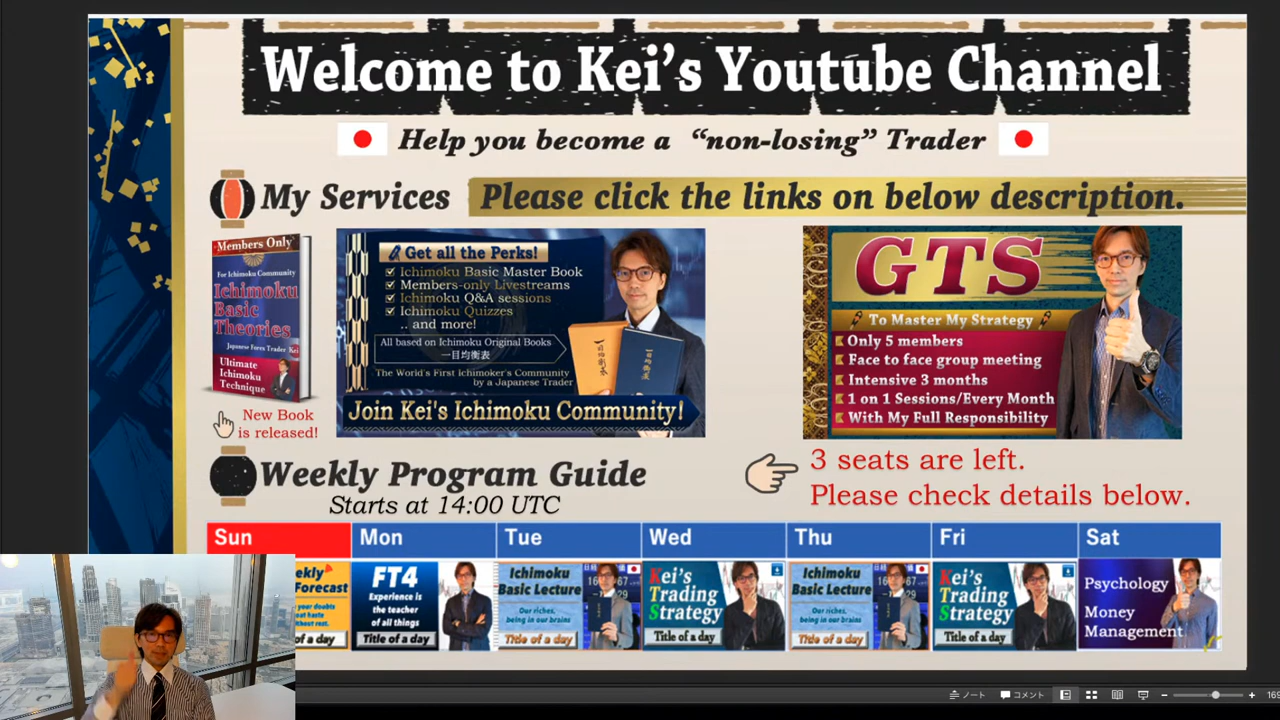 Welcome to Kei's Youtube Channel
Help you become a “non-losing” Trader
My Services
Please click the links on below description.
Members Only
For Ichimoku Community
Ichimoku
Basic
Theories
Japanese Forex Trader Kei
Ultimate
Ichimoku
Technique
New Book
is released!
Get all the Perks!
Ichimoku Basic Master Book
Members-only Livestreams
Ichimoku Q&A sessions
Ichimoku Quizzes
.. and more!
All based on Ichimoku Original Books
一目均衡表
The World's First Ichimoker's Community
by a Japanese Trader
Join Kei's Ichimoku Community!
GTS
To Master My Strategy
Only 5 members
Face to face group meeting
Intensive 3 months
1 on 1 Sessions/Every Month
With My Full Responsibility
3 seats are left.
Please check details below.
Weekly Program Guide
Starts at 14:00 UTC
Sun
Mon
Tue
Wed
Thu
Fri
Sat
FT4
Experience is
the teacher
of all things
Title of a day
Ichimoku
Basic Lecture
Our riches,
being in our brains
Title of a day
Kei's
Trading
Strategy
Title of a day
Ichimoku
Basic Lecture
Our riches,
being in our brains
Title of a day
Kei's
Trading
Strategy
Title of a day
Psychology
Money
Management
ノート
コメント